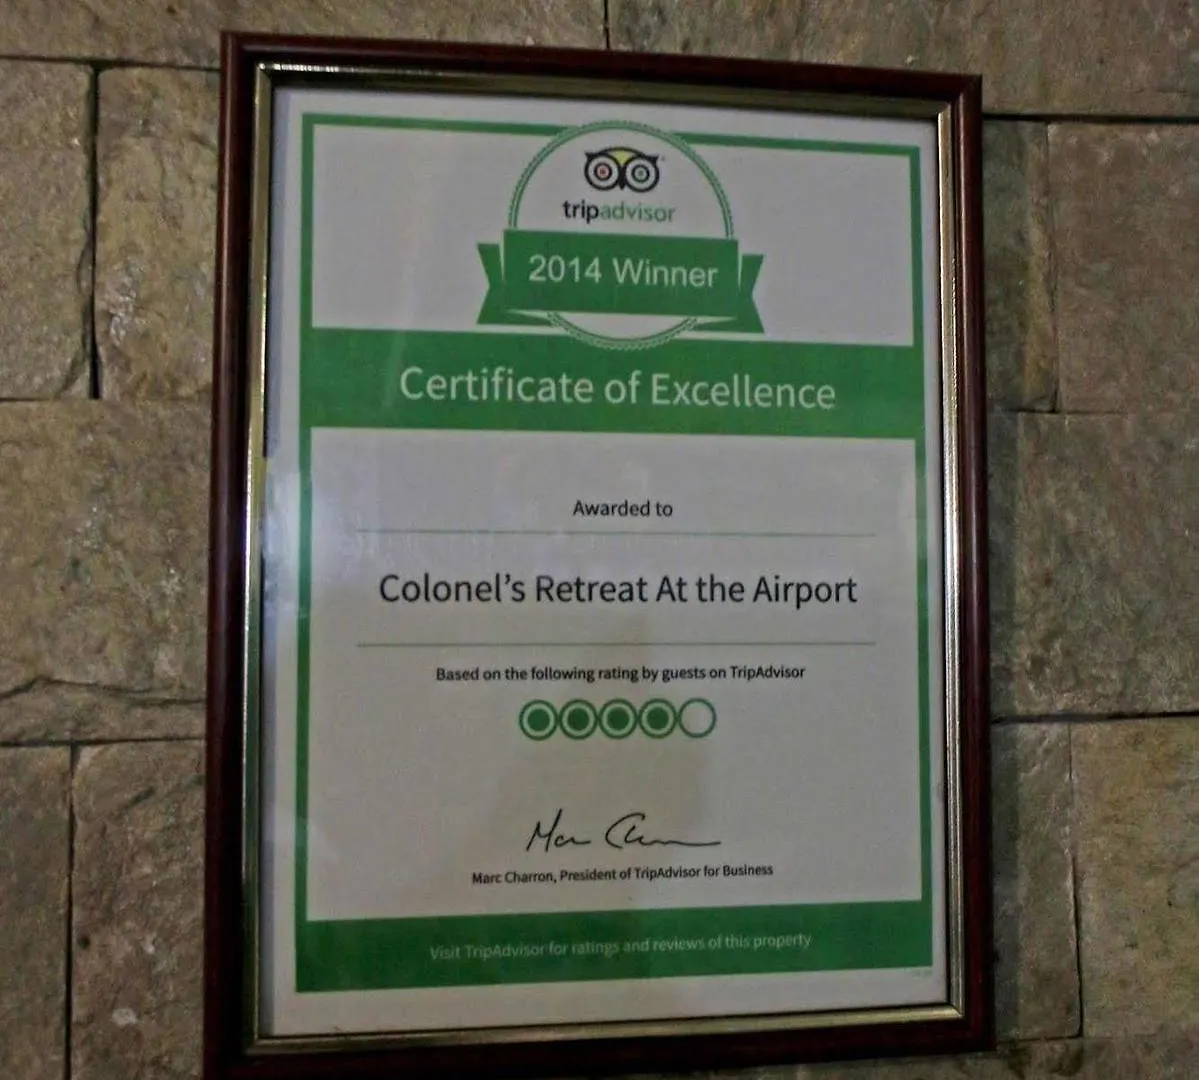 tripadvisor
2014 Winner
Certificate of Excellence
Awarded to
Colonel's Retreat At the Airport
Based on the following rating by guests on TripAdvisor
Marc Charron, President of TripAdvisor for Business
Visit TripAdvisor for ratings and reviews of this property